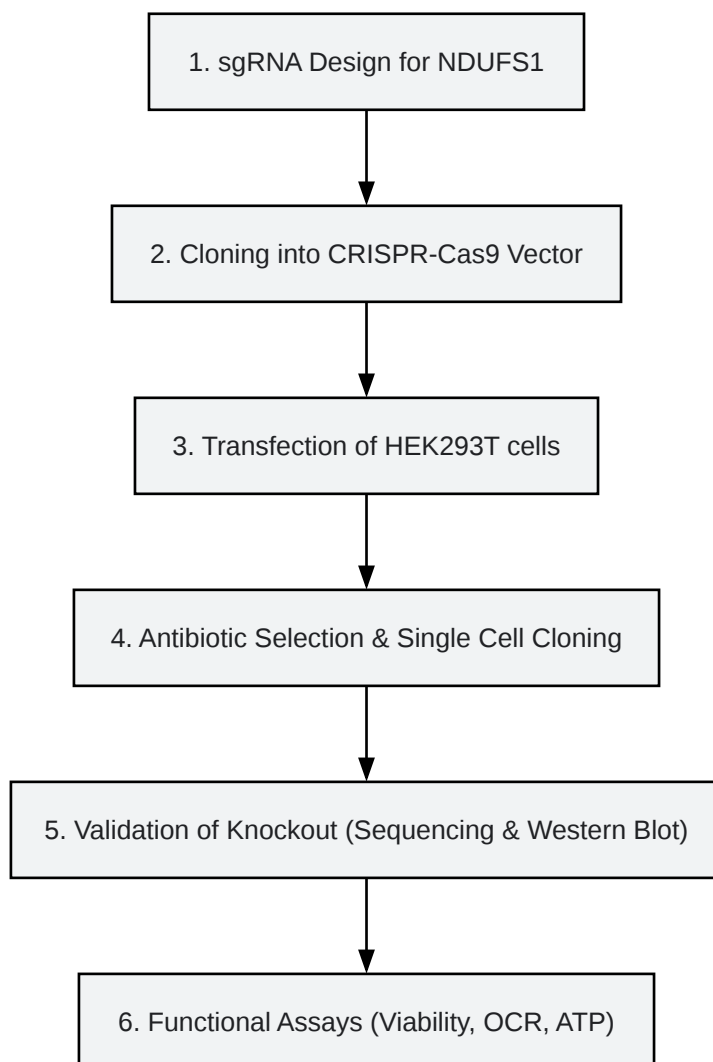 1. sgRNA Design for NDUFS1
2. Cloning into CRISPR-Cas9 Vector
3. Transfection of HEK293T cells
4. Antibiotic Selection & Single Cell Cloning
5. Validation of Knockout (Sequencing & Western Blot)
6. Functional Assays (Viability, OCR, ATP)